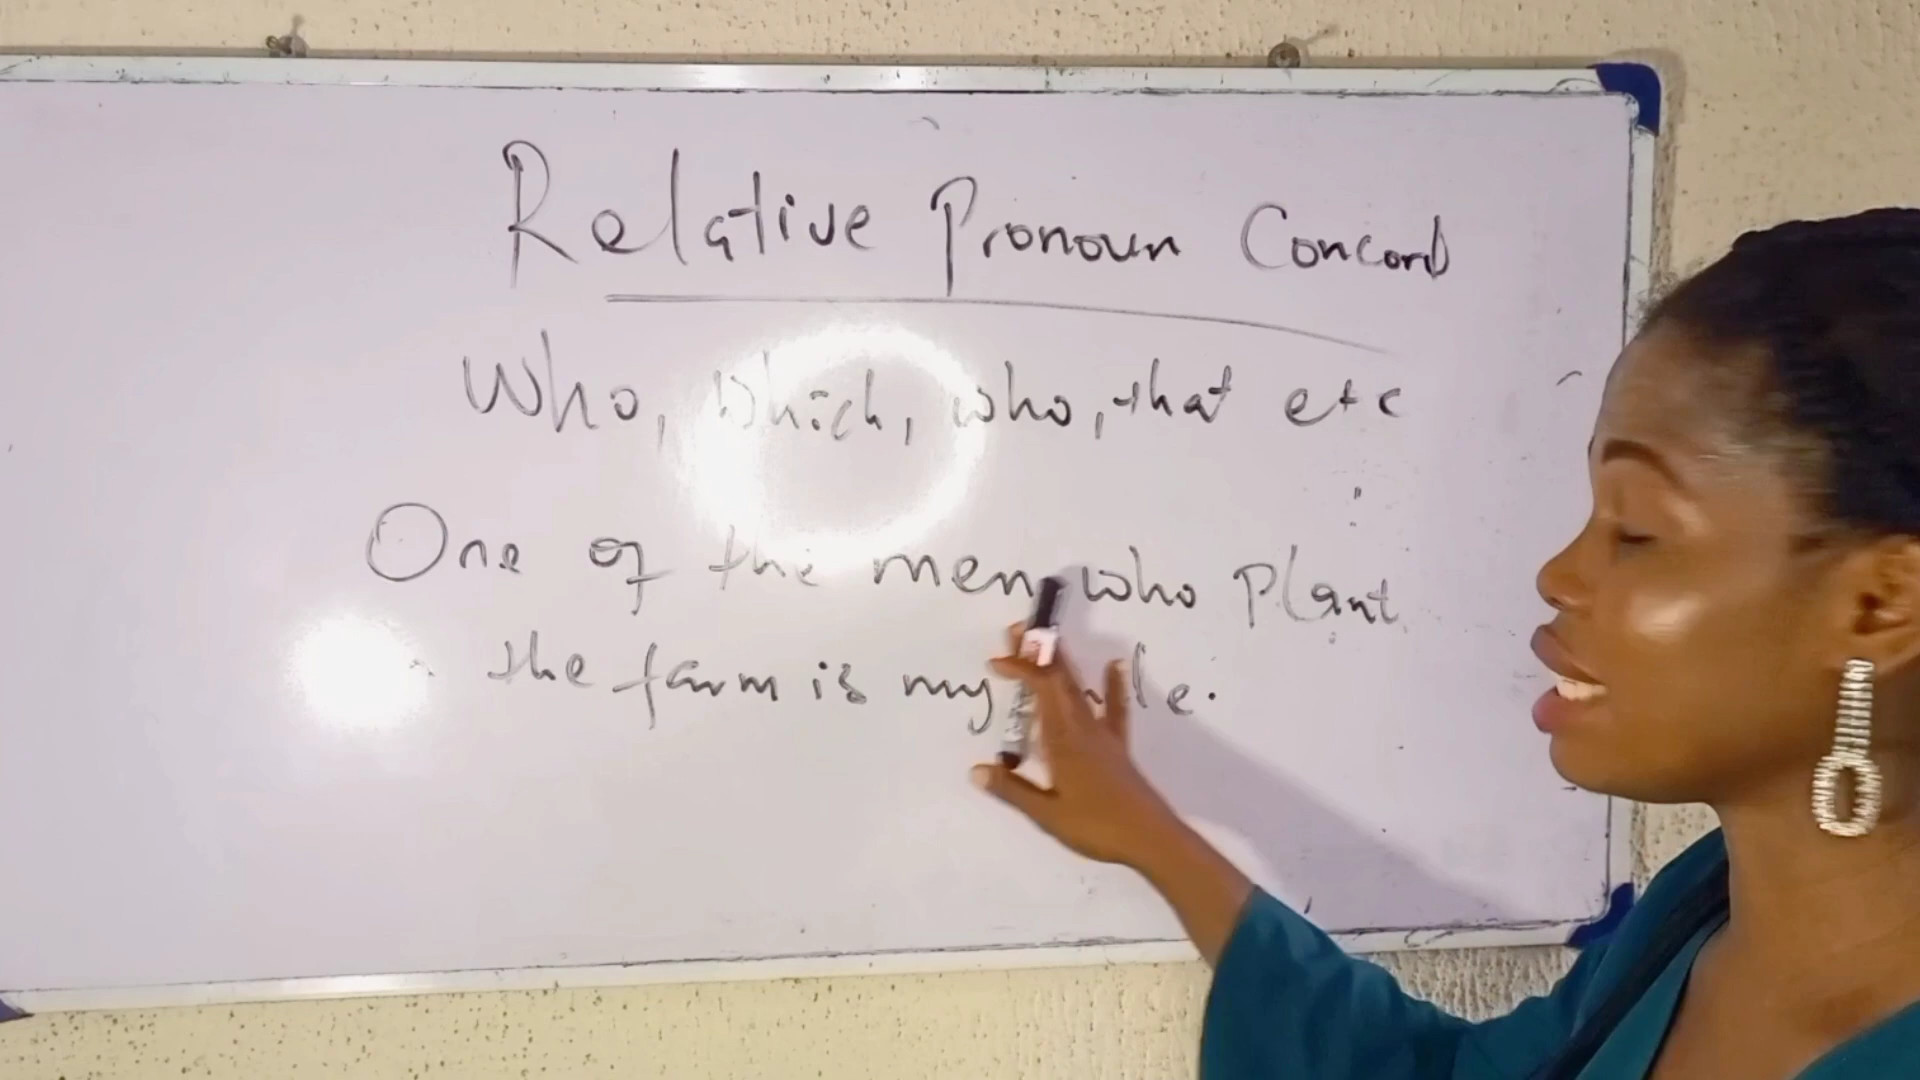 Relative Pronoun Concord
Who, which, who, that etc
One of the men who plant
the farm is my